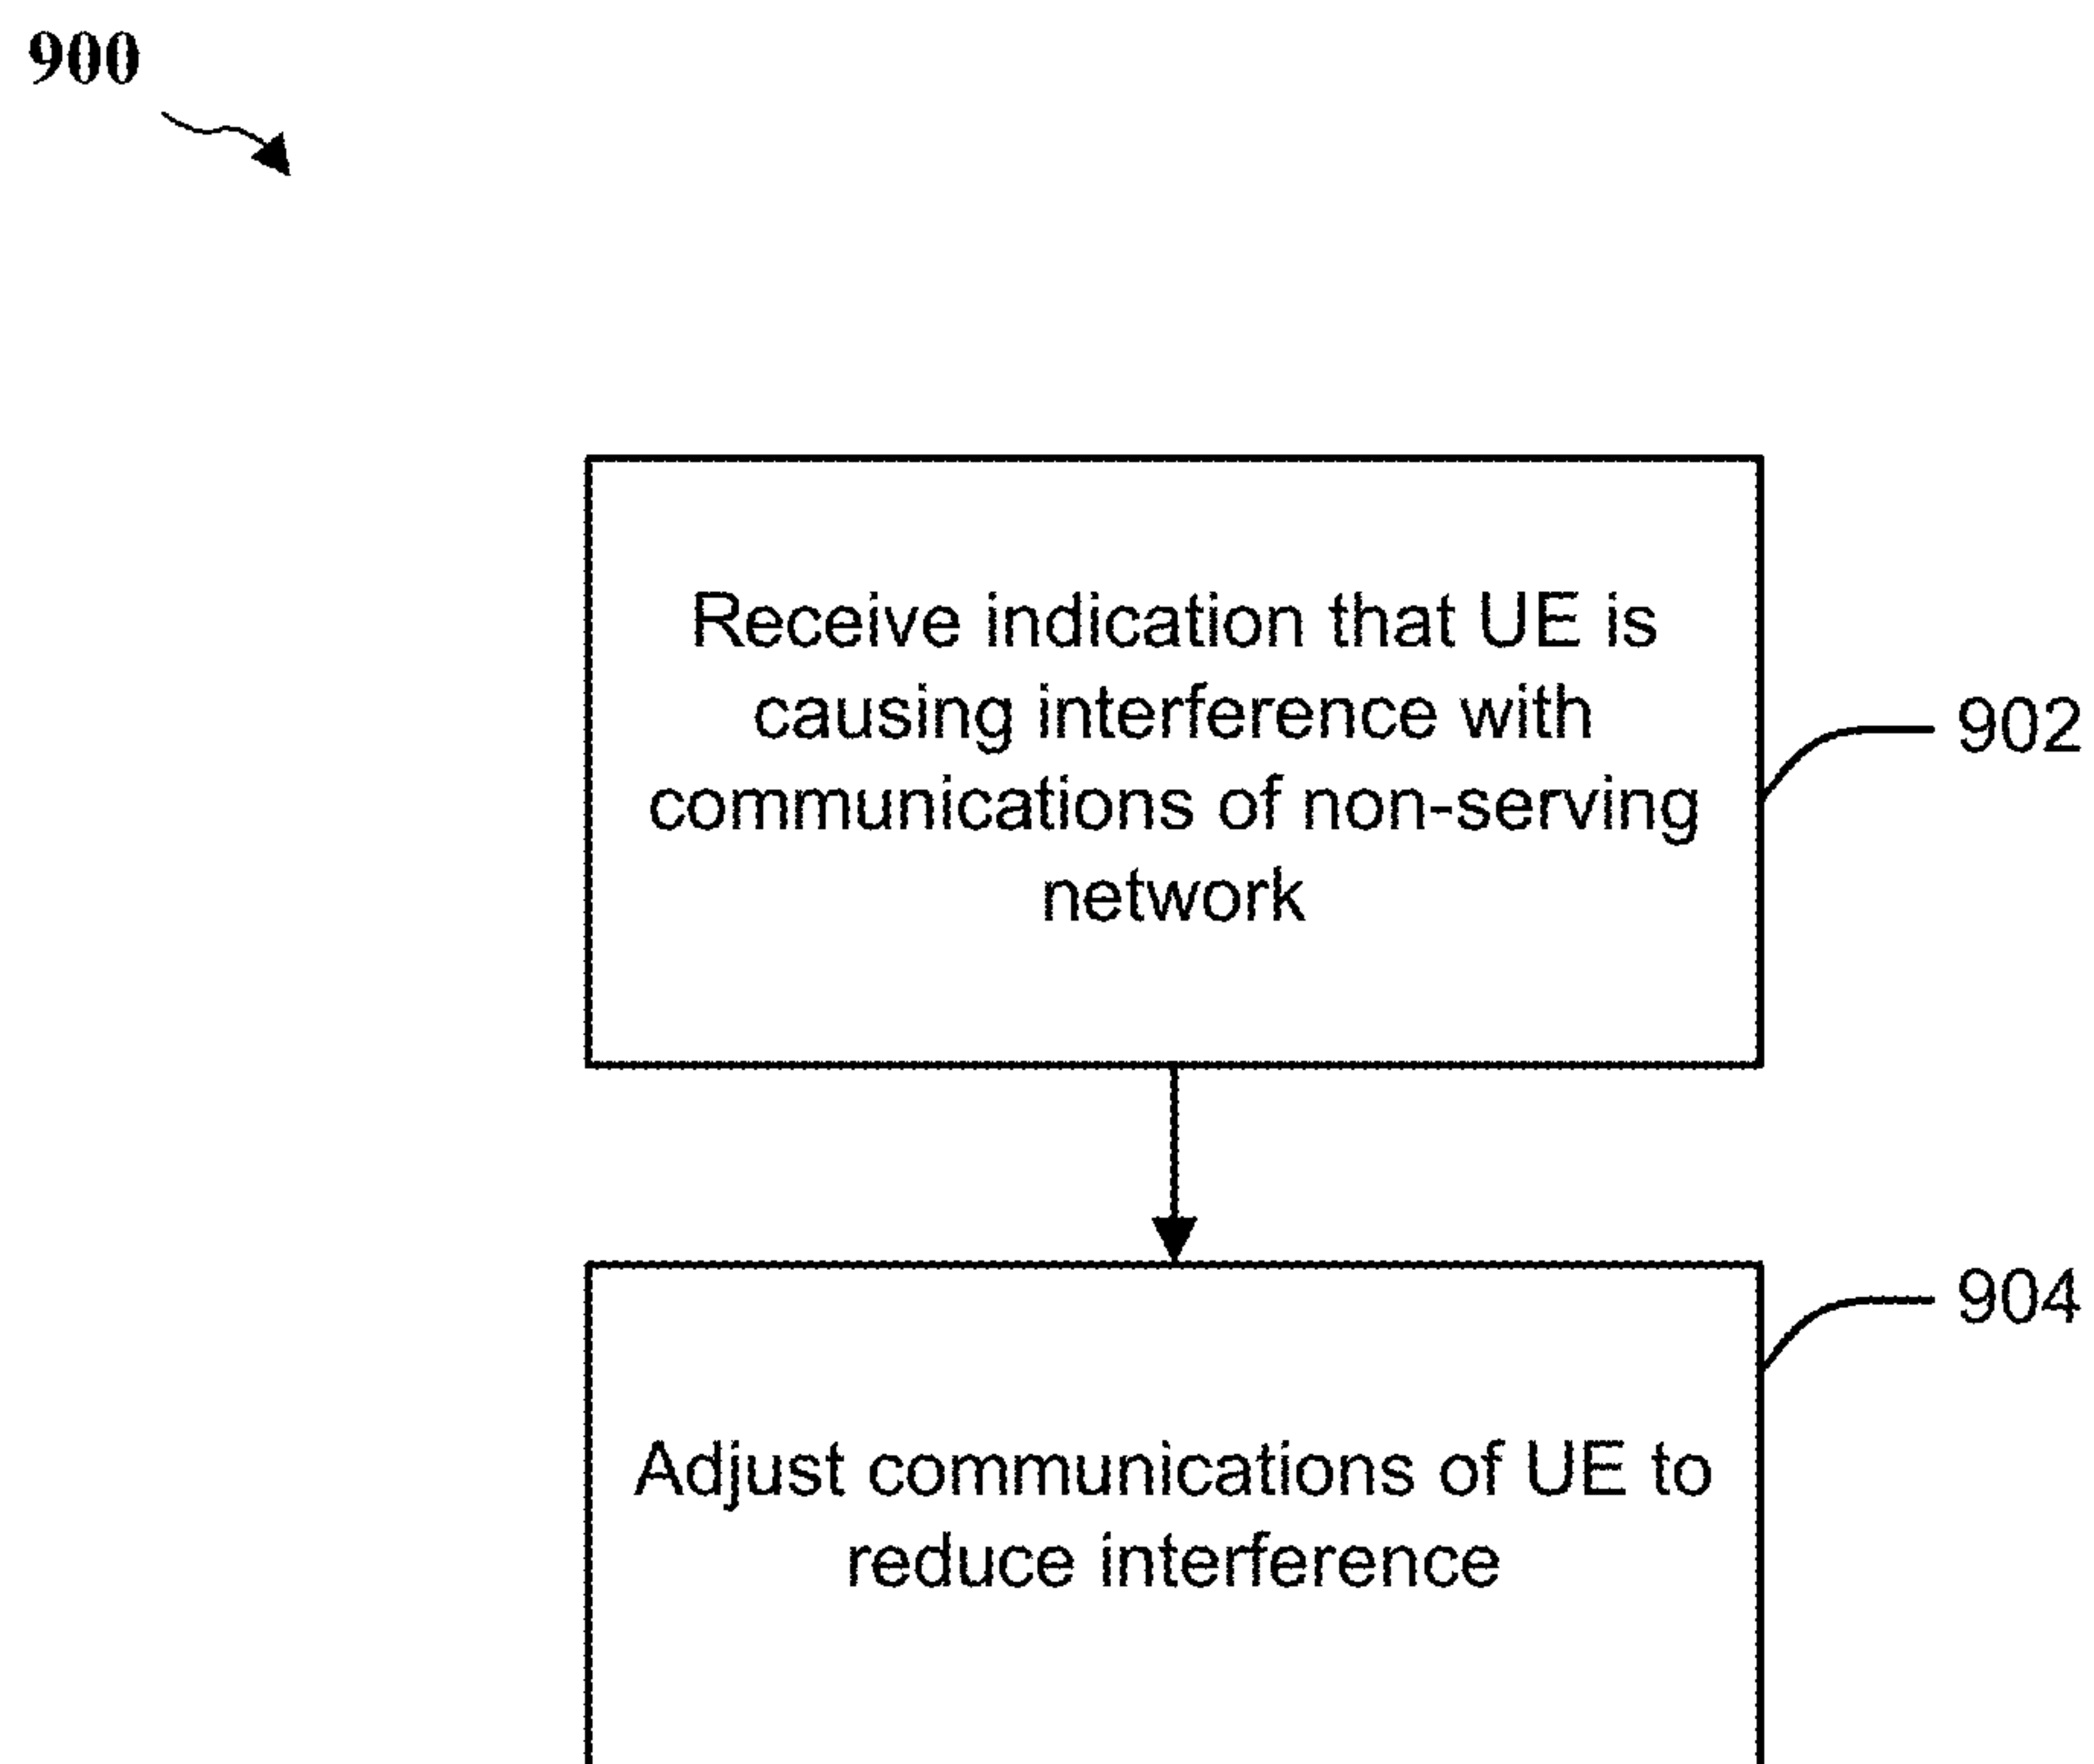 900
Receive indication that UE is
causing interference with
communications of non-serving
network
902
904
Adjust communications of UE to
reduce interference